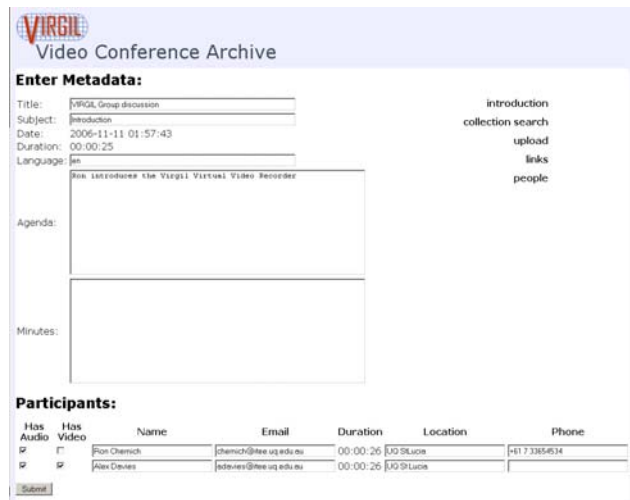 VIRGIL
Video Conference Archive
Enter Metadata:
Title: VIRGIL Group discussion
Subject: Introduction
Date: 2006-11-11 01:57:43
Duration: 00:00:25
Language: en
Agenda: Ron introduces the Virgil Virtual Video Recorder
Minutes:
introduction
collection search
upload
links
people
Participants:
Has Audio Has Video Name Email Duration Location Phone
Ron Chernich chernich@itee.uq.edu.au 00:00:26 UQ StLucia +61 7 33654534
Alex Davies adavies@itee.uq.edu.au 00:00:26 UQ StLucia
Submit